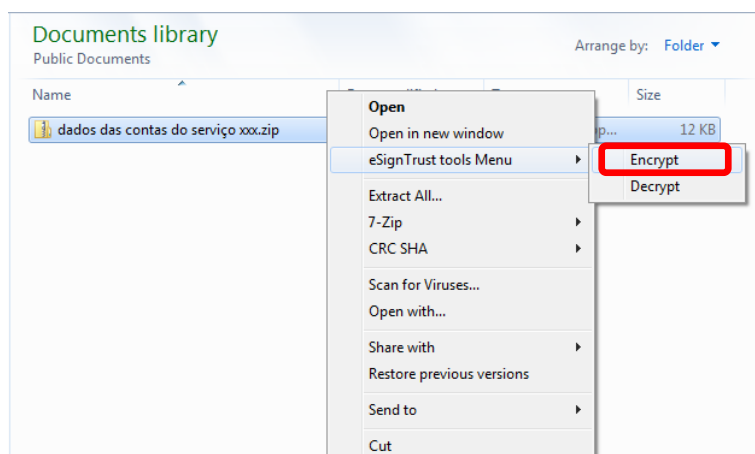 Documents library
Public Documents
Arrange by: Folder
Name Size
dados das contas do serviço xxx.zip 12 KB
Open
Open in new window
eSignTrust tools Menu
Encrypt
Decrypt
Extract All...
7-Zip
CRC SHA
Scan for Viruses...
Open with...
Share with
Restore previous versions
Send to
Cut